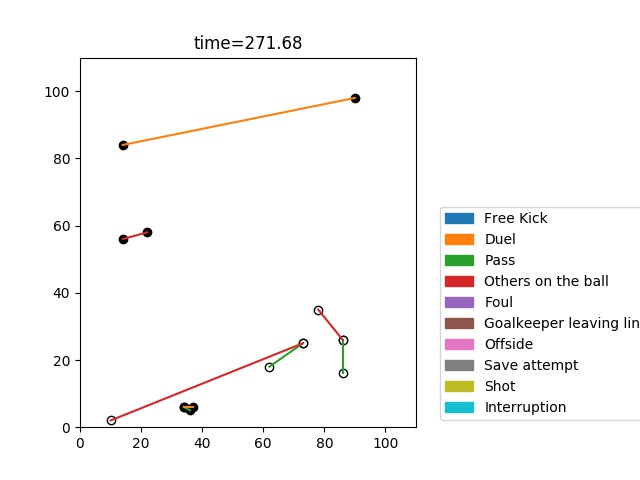 time=271.68
100
80
60
40
20
0
0 20 40 60 80 100
Free Kick
Duel
Pass
Others on the ball
Foul
Goalkeeper leaving lin
Offside
Save attempt
Shot
Interruption